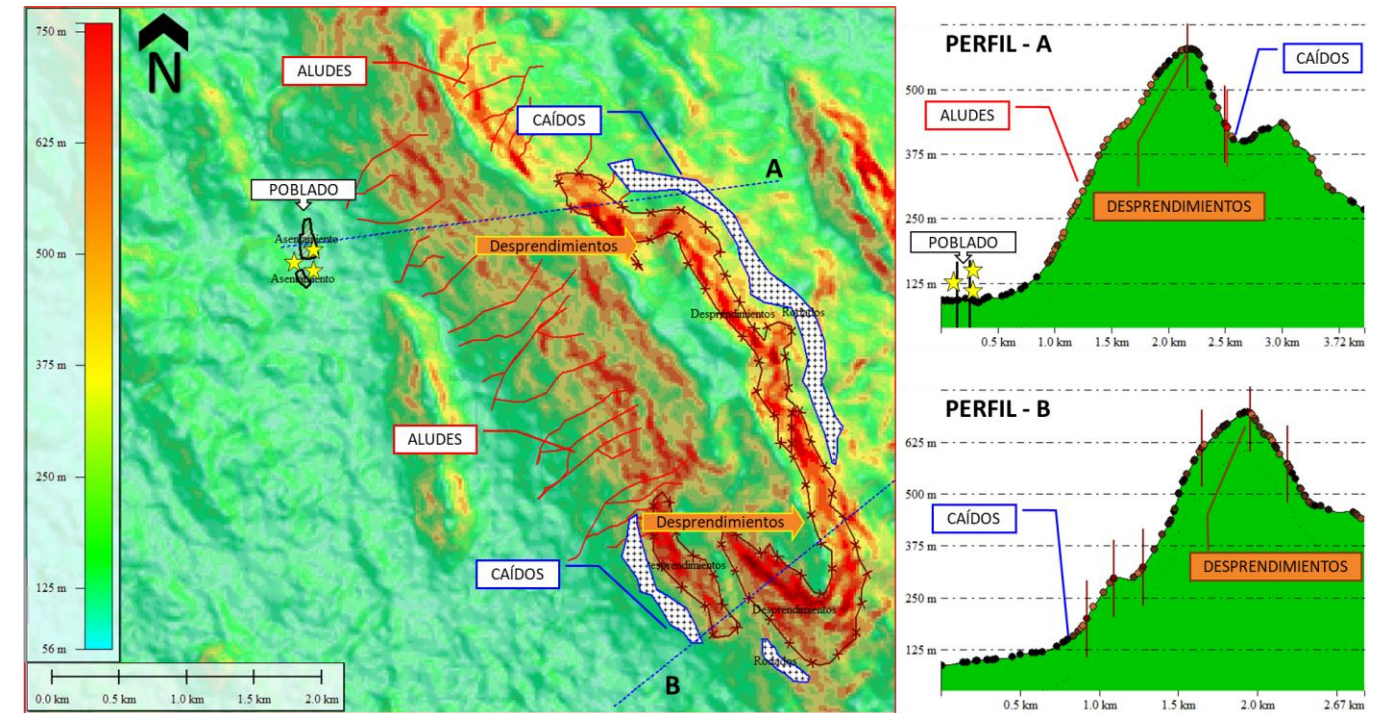 750 m
625 m
500 m
375 m
250 m
125 m
56 m
N
ALUDES
CAÍDOS
A
POBLADO
Asentamiento
Asentamiento
Desprendimientos
Desprendimientos
Rodados
ALUDES
Desprendimientos
CAÍDOS
esprendimientos
Desprendimientos
Rodados
B
0.0 km 0.5 km 1.0 km 1.5 km 2.0 km
PERFIL - A
CAÍDOS
500 m
ALUDES
375 m
DESPRENDIMIENTOS
250 m
POBLADO
125 m
0.5 km 1.0 km 1.5 km 2.0 km 2.5 km 3.0 km 3.72 km
PERFIL - B
625 m
500 m
CAÍDOS
375 m
DESPRENDIMIENTOS
250 m
125 m
0.5 km 1.0 km 1.5 km 2.0 km 2.67 km